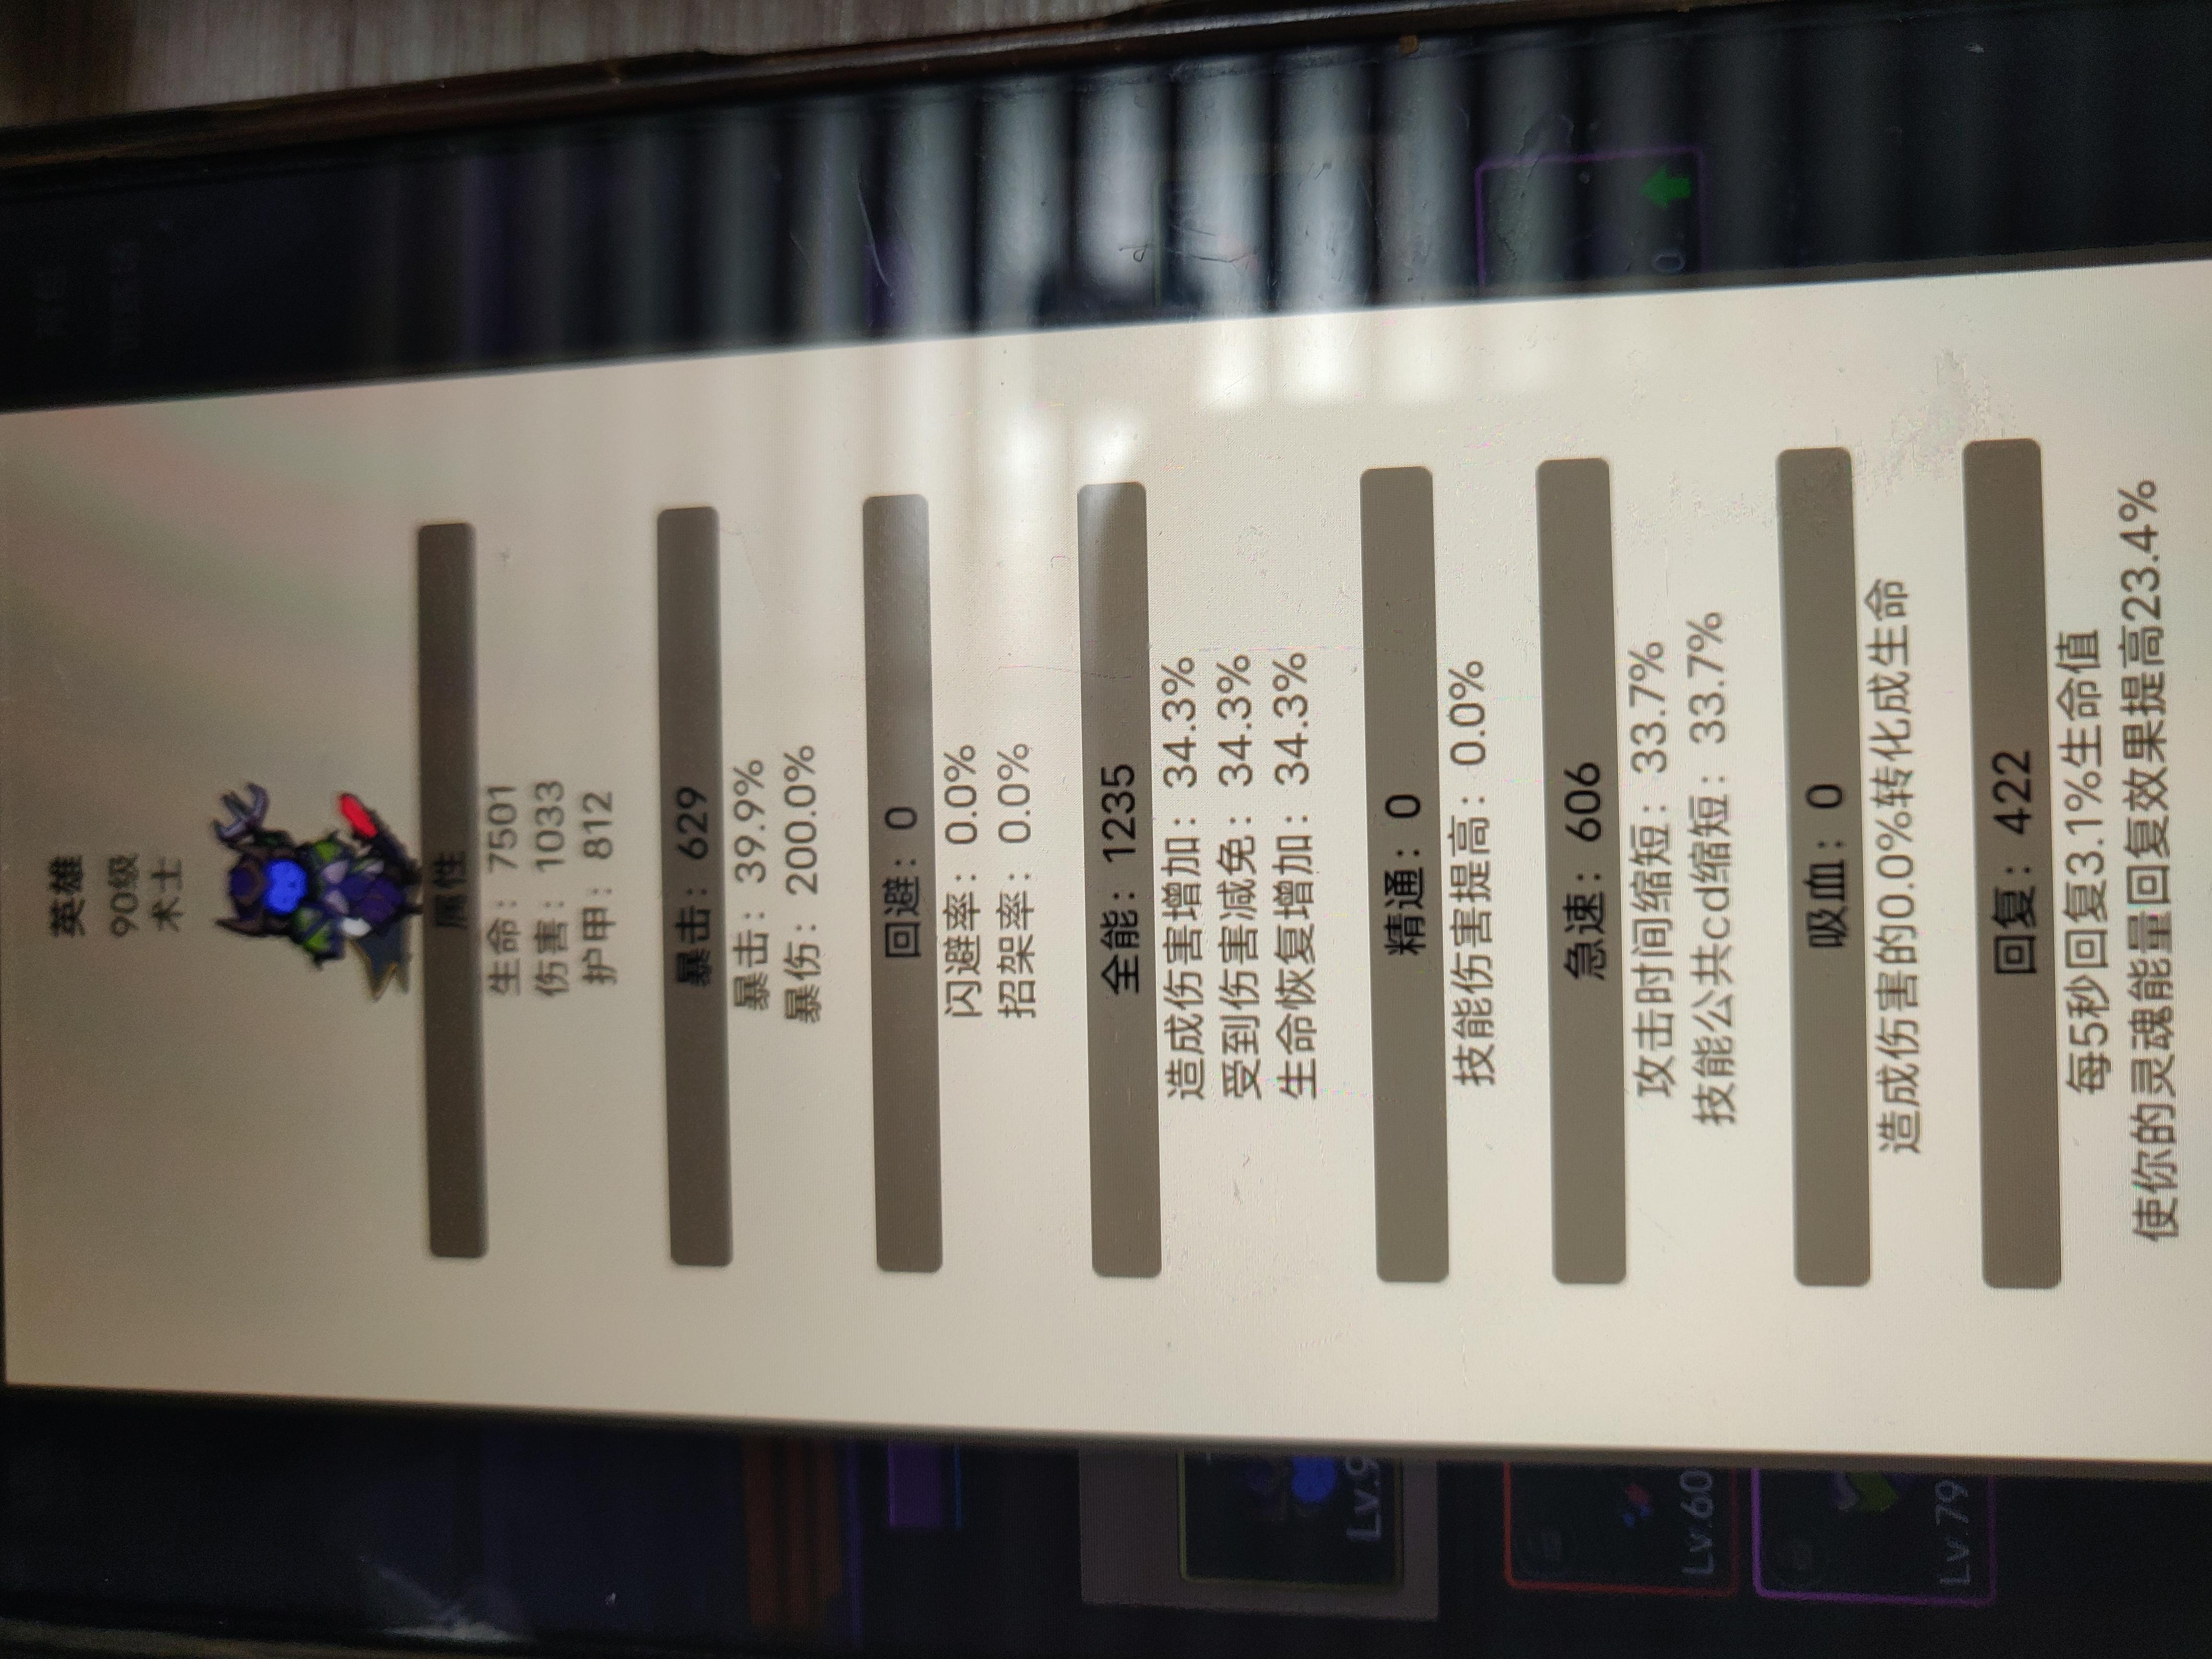 英雄
90级
术士
属性
生命：7501
伤害：1033
护甲：812
暴击：629
暴击：39.9%
暴伤：200.0%
回避：0
闪避率：0.0%
招架率：0.0%
全能：1235
造成伤害增加：34.3%
受到伤害减免：34.3%
生命恢复增加：34.3%
精通：0
技能伤害提高：0.0%
急速：606
攻击时间缩短：33.7%
技能公共cd缩短：33.7%
吸血：0
造成伤害的0.0%转化成生命
回复：422
每5秒回复3.1%生命值
使你的灵魂能量回复效果提高23.4%
Lv.9
Lv.60
Lv.79